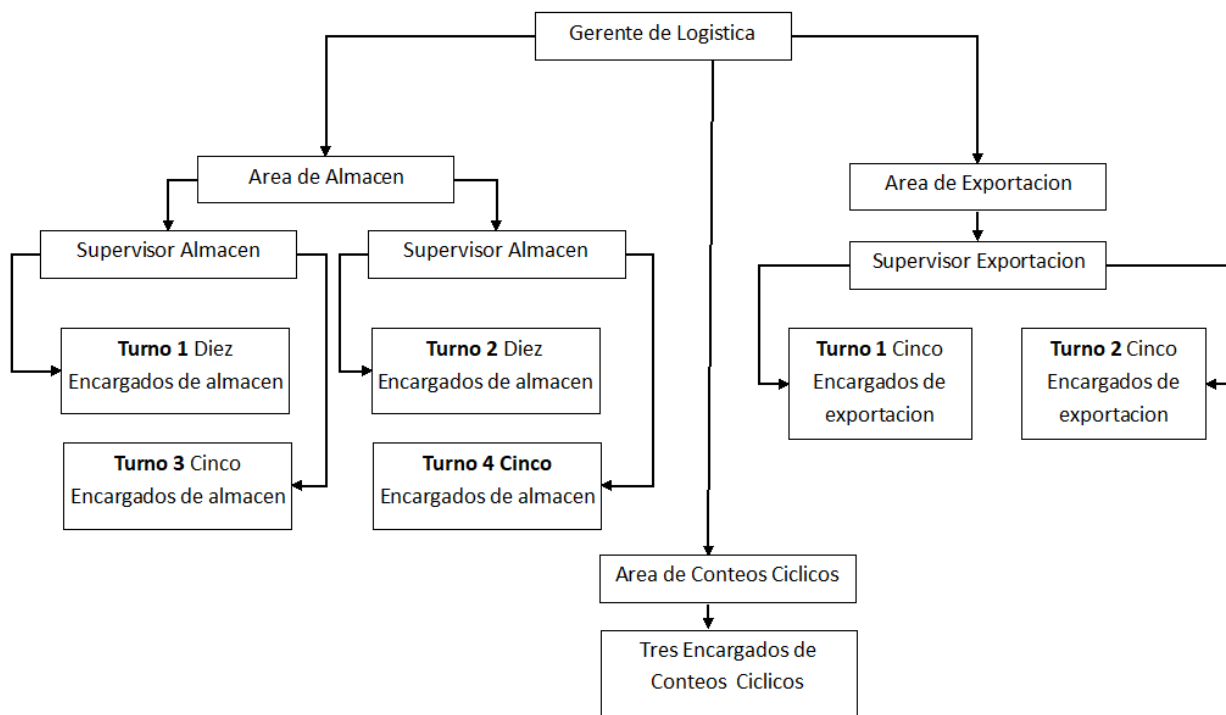 Gerente de Logistica
Area de Almacen
Area de Exportacion
Supervisor Almacen
Supervisor Almacen
Supervisor Exportacion
Turno 1 Diez
Encargados de almacen
Turno 2 Diez
Encargados de almacen
Turno 1 Cinco
Encargados de
exportacion
Turno 2 Cinco
Encargados de
exportacion
Turno 3 Cinco
Encargados de almacen
Turno 4 Cinco
Encargados de almacen
Area de Conteos Ciclicos
Tres Encargados de
Conteos Ciclicos